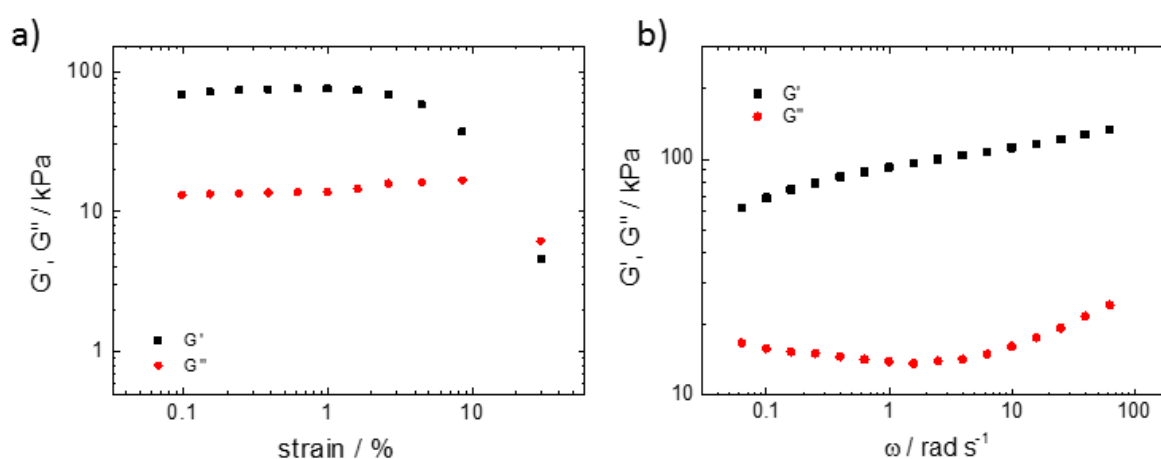 a)
100
10
1
G', G'' / kPa
G'
G''
0.1 1 10
strain / %
b)
G'
G''
100
10
G', G'' / kPa
0.1 1 10 100
ω / rad s⁻¹